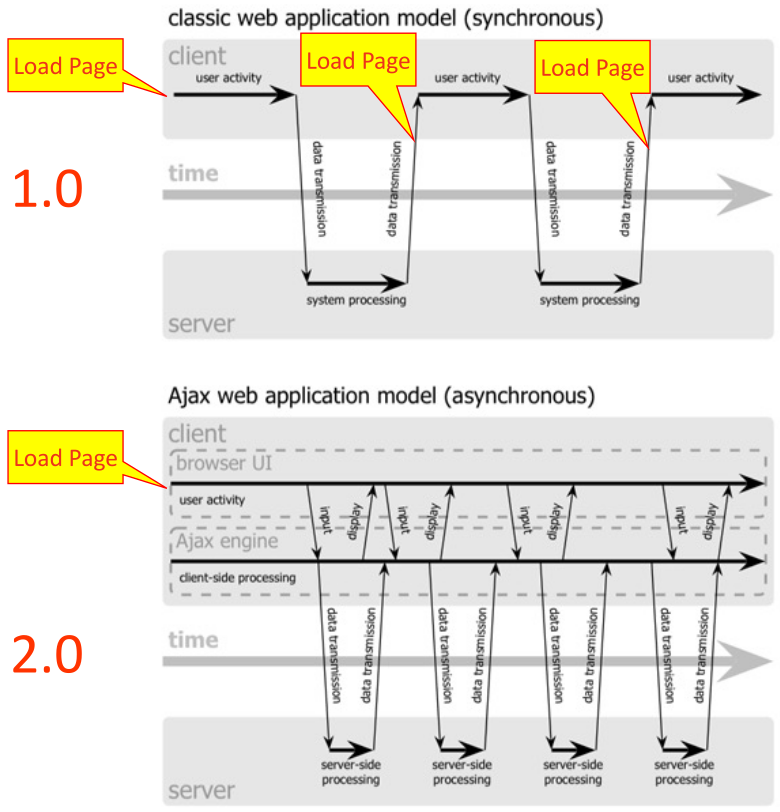 classic web application model (synchronous)
client
Load Page
Load Page
Load Page
user activity
user activity
user activity
data transmission
data transmission
data transmission
data transmission
time
1.0
system processing
system processing
server
Ajax web application model (asynchronous)
client
Load Page
browser UI
user activity
input
display
input
display
input
display
input
display
Ajax engine
client-side processing
data transmission
data transmission
data transmission
data transmission
data transmission
data transmission
data transmission
data transmission
time
2.0
server-side
processing
server-side
processing
server-side
processing
server-side
processing
server